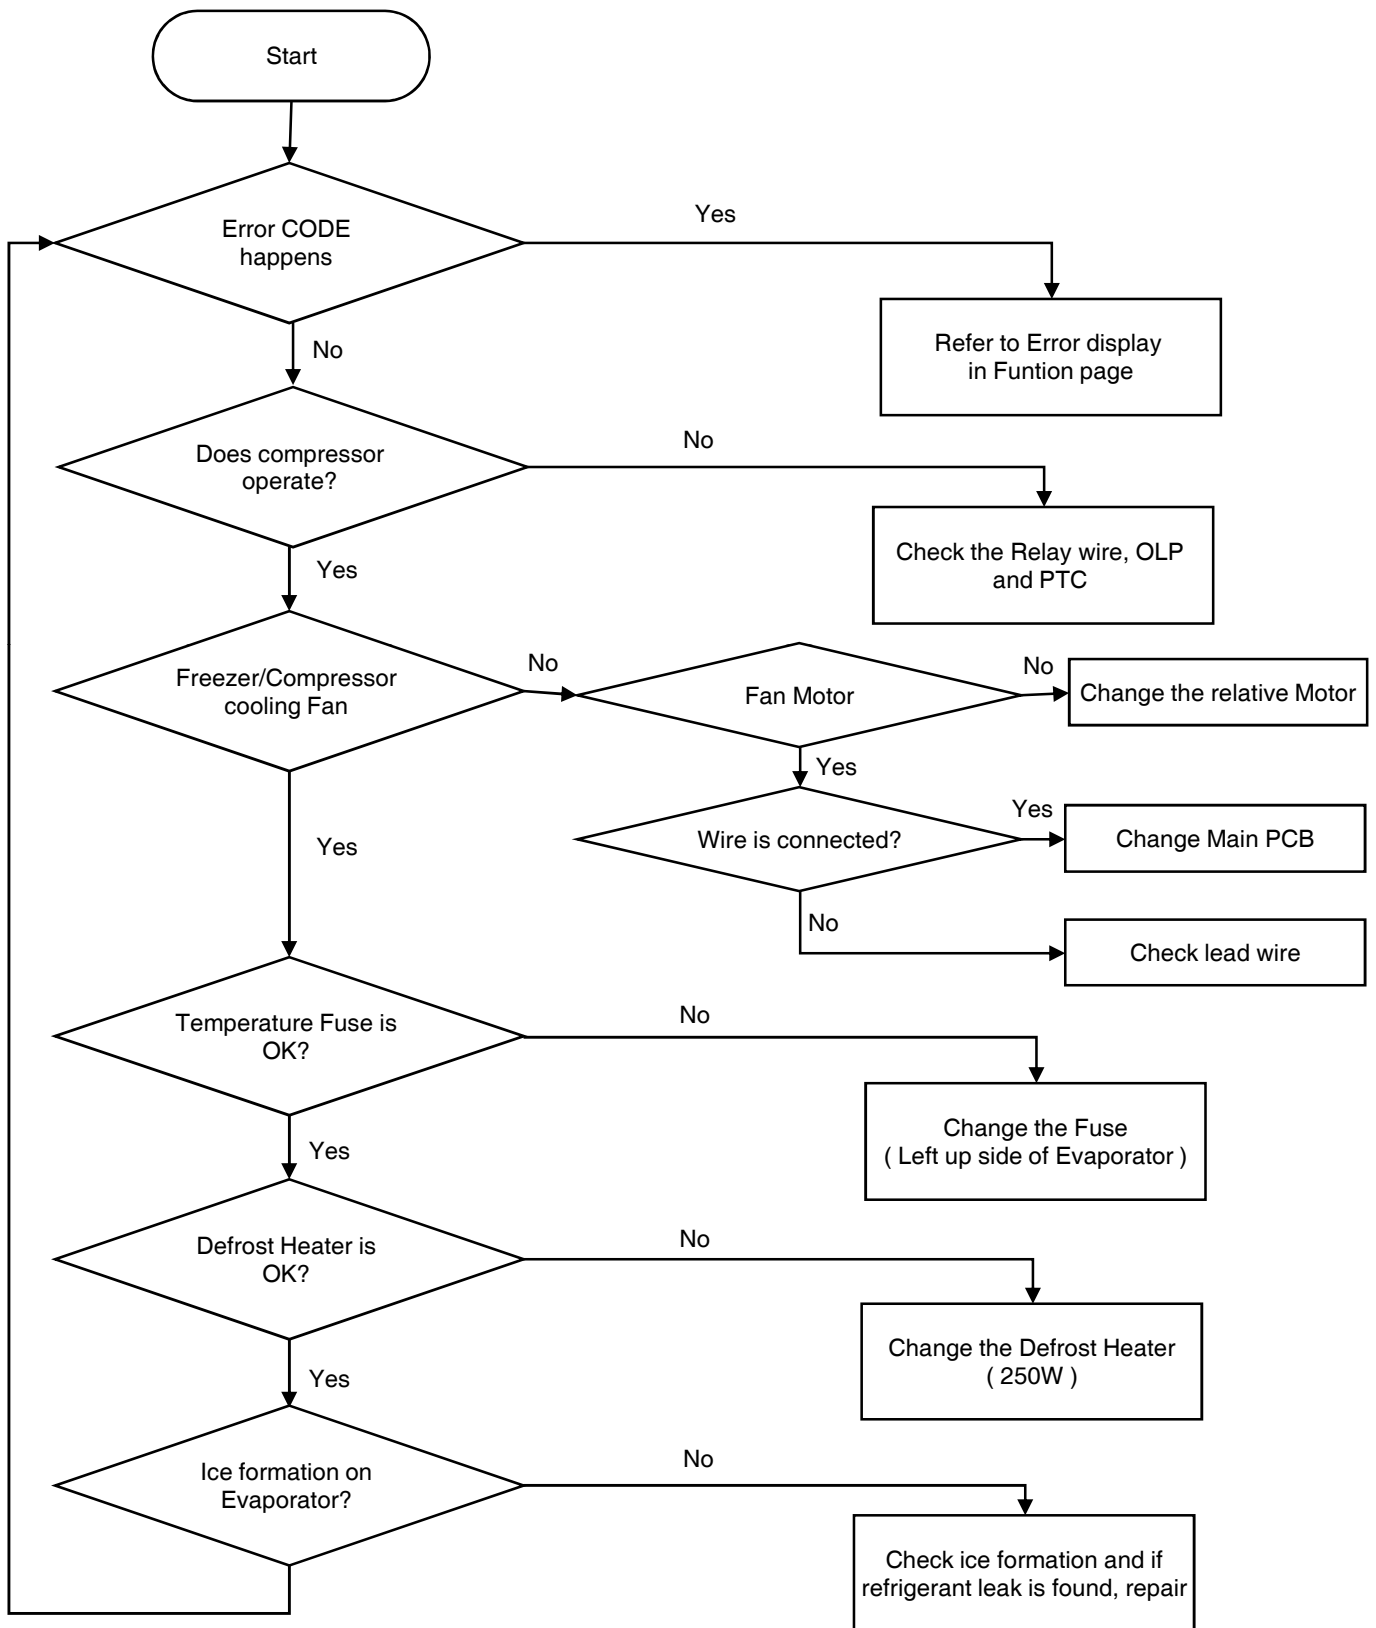 Start
Error CODE
happens
Yes
Refer to Error display
in Funtion page
No
Does compressor
operate?
No
Check the Relay wire, OLP
and PTC
Yes
Freezer/Compressor
cooling Fan
No
Fan Motor
No
Change the relative Motor
Yes
Wire is connected?
Yes
Change Main PCB
No
Check lead wire
Yes
Temperature Fuse is
OK?
No
Change the Fuse
( Left up side of Evaporator )
Yes
Defrost Heater is
OK?
No
Change the Defrost Heater
( 250W )
Yes
Ice formation on
Evaporator?
No
Check ice formation and if
refrigerant leak is found, repair